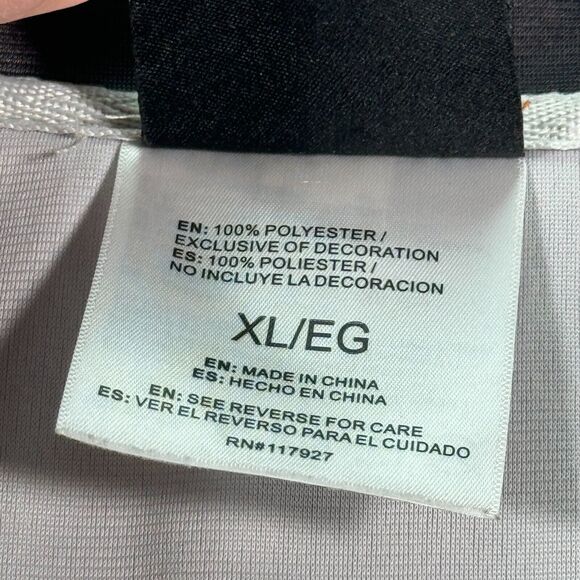 EN: 100% POLYESTER /
EXCLUSIVE OF DECORATION
ES: 100% POLIESTER /
NO INCLUYE LA DECORACION
XL/EG
EN: MADE IN CHINA
ES: HECHO EN CHINA
EN: SEE REVERSE FOR CARE
ES: VER EL REVERSO PARA EL CUIDADO
RN#117927